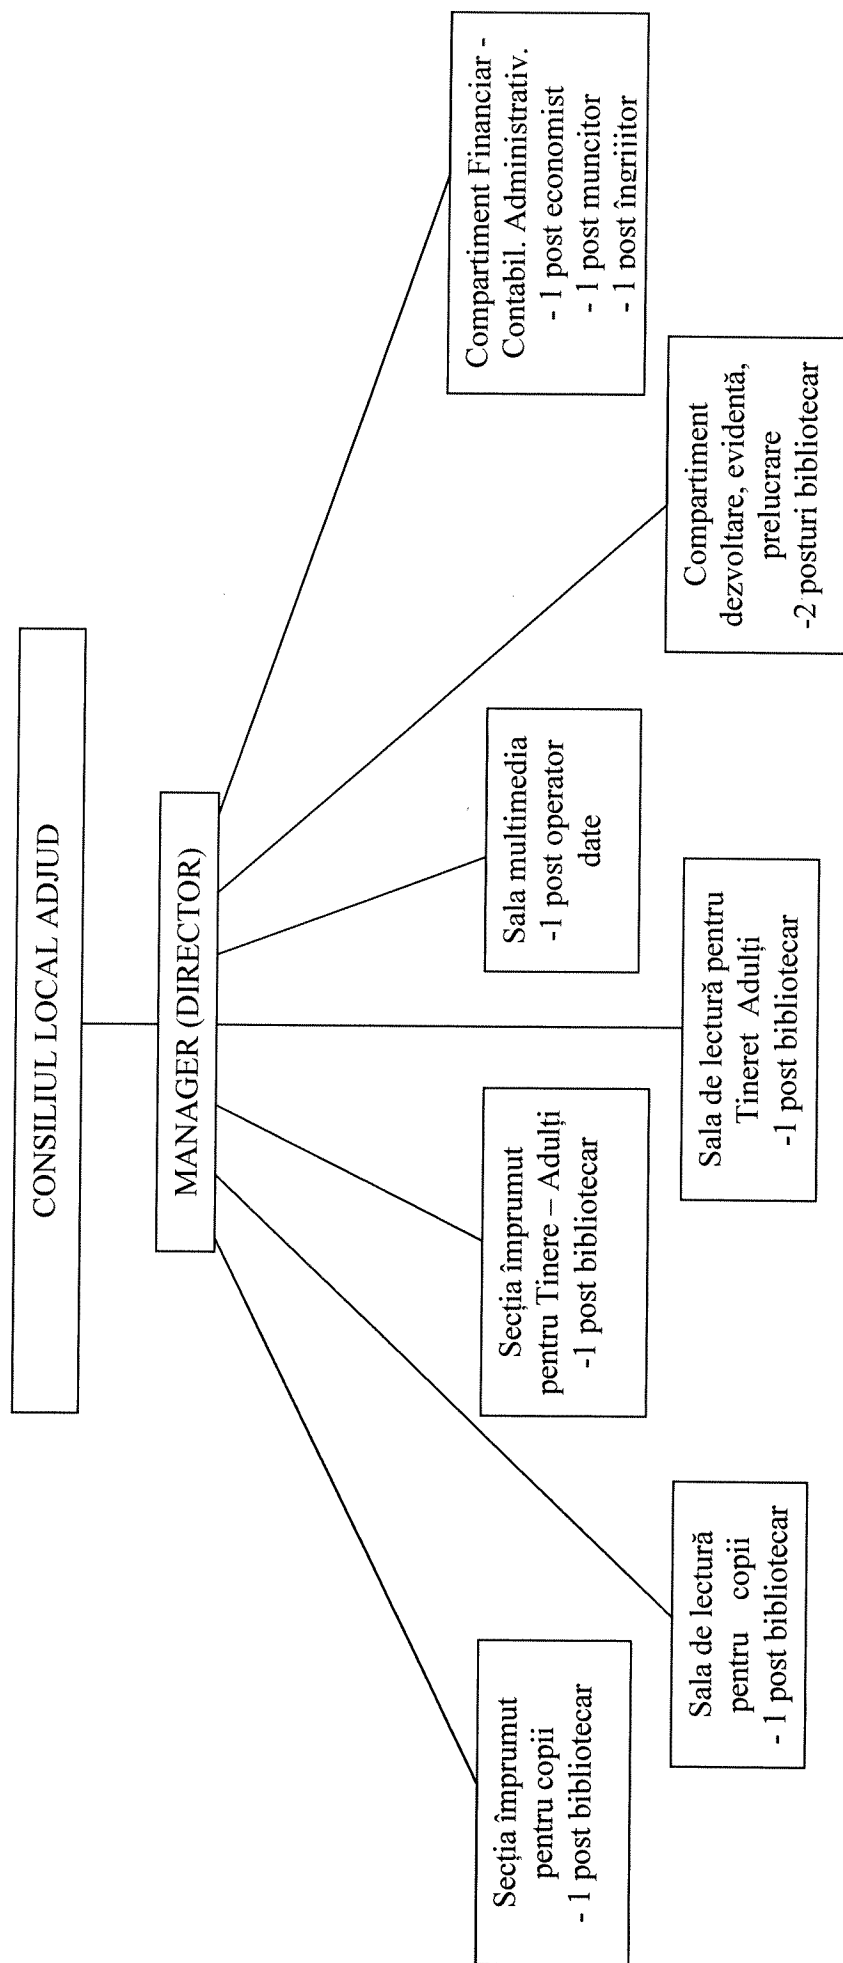 CONSILIUL LOCAL ADJUD
MANAGER (DIRECTOR)
Secția împrumut
pentru copii
- 1 post bibliotecar
Sala de lectură
pentru copii
- 1 post bibliotecar
Secția împrumut
pentru Tinere – Adulți
-1 post bibliotecar
Sala de lectură pentru
Tineret Adulți
-1 post bibliotecar
Sala multimedia
-1 post operator
date
Compartiment
dezvoltare, evidentă,
prelucrare
-2 posturi bibliotecar
Compartiment Financiar -
Contabil. Administrativ.
- 1 post economist
- 1 post muncitor
- 1 post îngrijitor